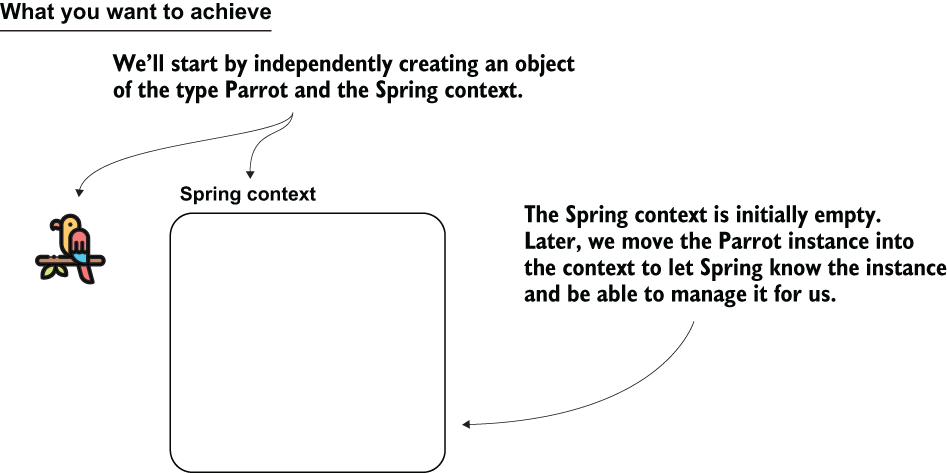 What you want to achieve
We’ll start by independently creating an object
of the type Parrot and the Spring context.
Spring context
The Spring context is initially empty.
Later, we move the Parrot instance into
the context to let Spring know the instance
and be able to manage it for us.